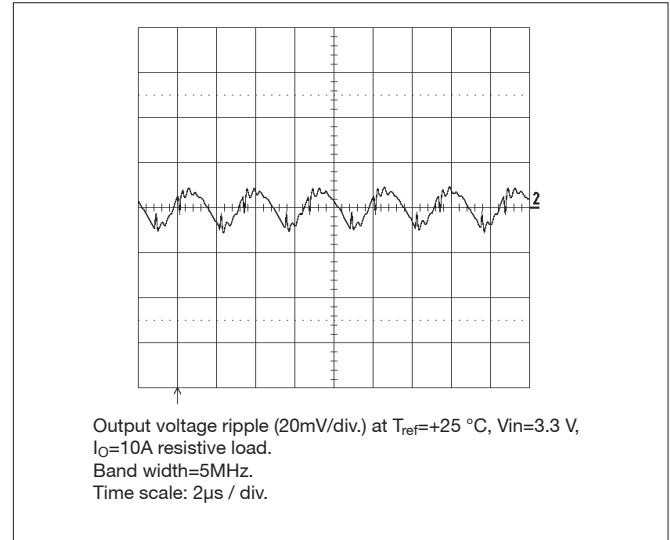 2
Output voltage ripple (20mV/div.) at Tref=+25 °C, Vin=3.3 V,
IO=10A resistive load.
Band width=5MHz.
Time scale: 2µs / div.